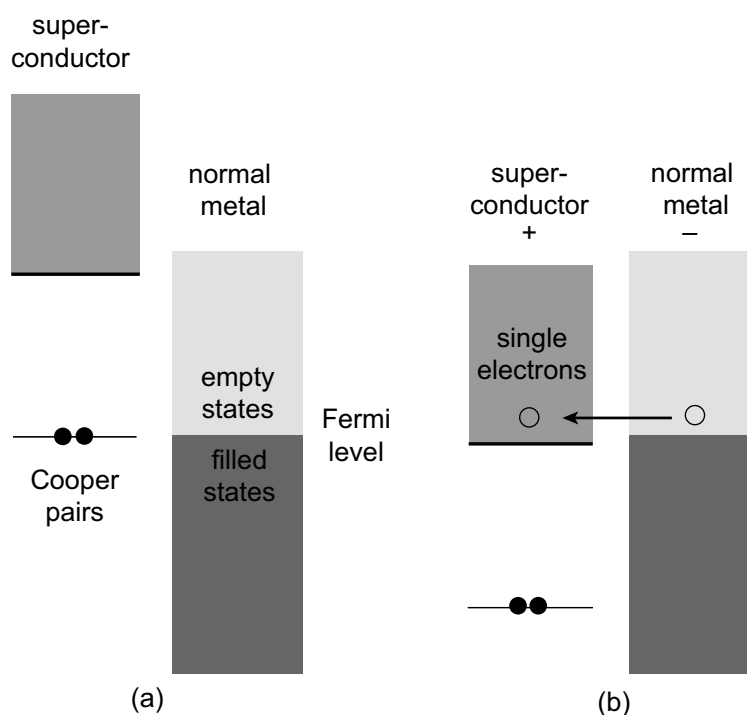 super-
conductor
normal
metal
empty
states
filled
states
Fermi
level
Cooper
pairs
(a)
super-
conductor
+
normal
metal
–
single
electrons
(b)